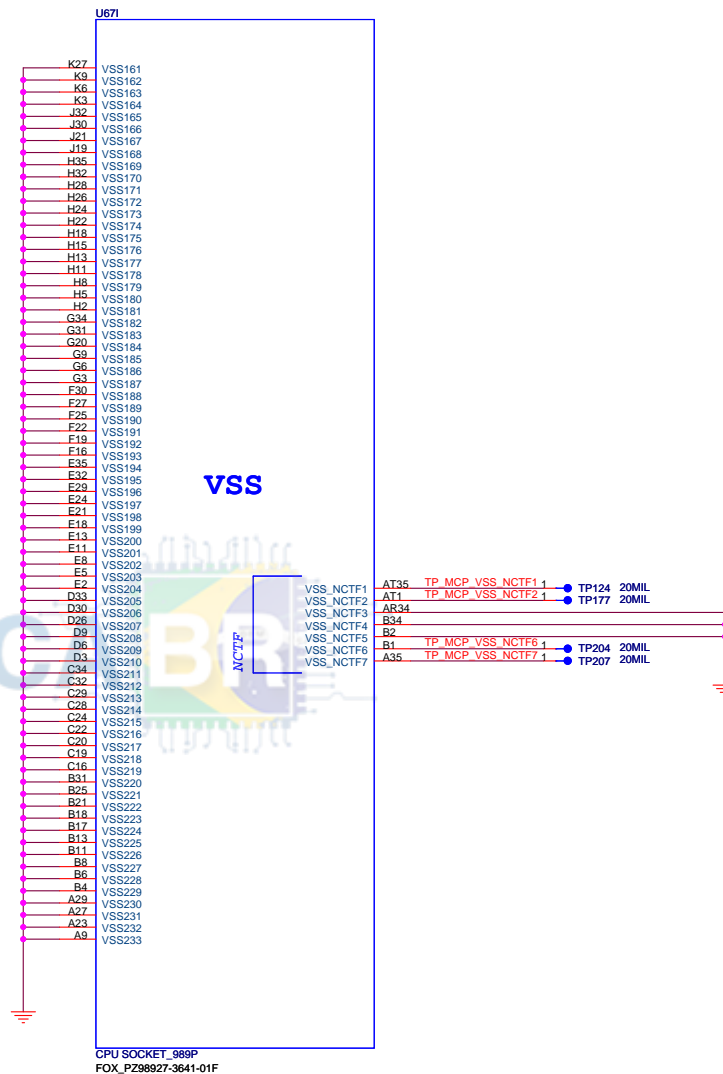 U67I
K27 VSS161
K9 VSS162
K6 VSS163
K3 VSS164
J32 VSS165
J30 VSS166
J21 VSS167
J19 VSS168
H35 VSS169
H32 VSS170
H28 VSS171
H26 VSS172
H24 VSS173
H22 VSS174
H18 VSS175
H15 VSS176
H13 VSS177
H11 VSS178
H8 VSS179
H5 VSS180
H2 VSS181
G34 VSS182
G31 VSS183
G20 VSS184
G9 VSS185
G6 VSS186
G3 VSS187
F30 VSS188
F27 VSS189
F25 VSS190
F22 VSS191
F19 VSS192
F16 VSS193
E35 VSS194
E32 VSS195
E29 VSS196
E24 VSS197
E21 VSS198
E18 VSS199
E13 VSS200
E11 VSS201
E8 VSS202
E5 VSS203
E2 VSS204
D33 VSS205
D30 VSS206
D26 VSS207
D9 VSS208
D6 VSS209
D3 VSS210
C34 VSS211
C32 VSS212
C29 VSS213
C28 VSS214
C24 VSS215
C22 VSS216
C20 VSS217
C19 VSS218
C16 VSS219
B31 VSS220
B25 VSS221
B21 VSS222
B18 VSS223
B17 VSS224
B13 VSS225
B11 VSS226
B8 VSS227
B6 VSS228
B4 VSS229
A29 VSS230
A27 VSS231
A23 VSS232
A9 VSS233
VSS
NCTF
VSS_NCTF1 AT35 TP_MCP_VSS_NCTF1 1 TP124 20MIL
VSS_NCTF2 AT1 TP_MCP_VSS_NCTF2 1 TP177 20MIL
VSS_NCTF3 AR34
VSS_NCTF4 B34
VSS_NCTF5 B2
VSS_NCTF6 B1 TP_MCP_VSS_NCTF6 1 TP204 20MIL
VSS_NCTF7 A35 TP_MCP_VSS_NCTF7 1 TP207 20MIL
BR
CPU SOCKET_989P
FOX_PZ98927-3641-01F